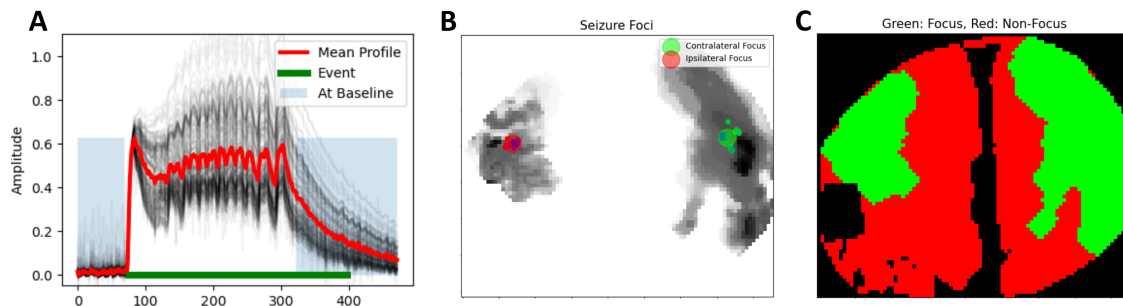 A
1.0
0.8
0.6
0.4
0.2
0.0
Amplitude
Mean Profile
Event
At Baseline
0
100
200
300
400
B
Seizure Foci
Contralateral Focus
Ipsilateral Focus
C
Green: Focus, Red: Non-Focus